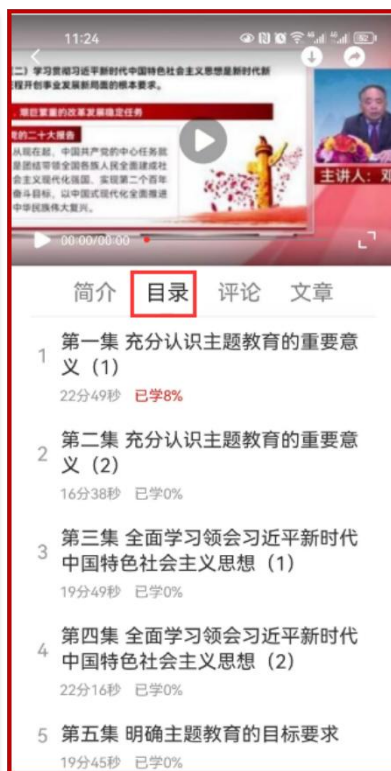 11:24
二）学习贯彻习近平新时代中国特色社会主义思想是新时代新
程开创事业发展新局面的根本要求。
艰巨繁重的改革发展稳定任务
党的二十大报告
从现在起，中国共产党的中心任务就
是团结带领全国各族人民全面建成社
会主义现代化强国、实现第二个百年
奋斗目标，以中国式现代化全面推进
中华民族伟大复兴。
主讲人：邓
00:00/00:00
简介 目录 评论 文章
1 第一集 充分认识主题教育的重要意
义（1）
22分49秒 已学8%
2 第二集 充分认识主题教育的重要意
义（2）
16分38秒 已学0%
3 第三集 全面学习领会习近平新时代
中国特色社会主义思想（1）
19分49秒 已学0%
4 第四集 全面学习领会习近平新时代
中国特色社会主义思想（2）
22分16秒 已学0%
5 第五集 明确主题教育的目标要求
19分45秒 已学0%